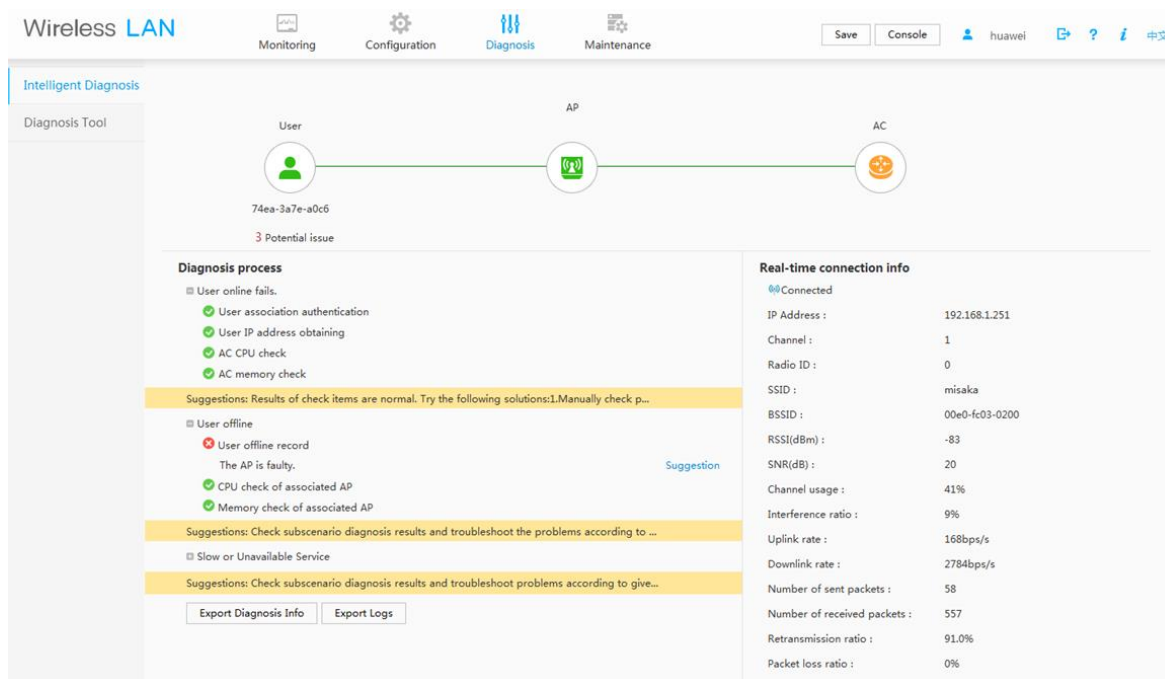 Wireless LAN
Monitoring
Configuration
Diagnosis
Maintenance
Save
Console
huawei
?
i
中文
Intelligent Diagnosis
Diagnosis Tool
User
AP
AC
74ea-3a7e-a0c6
3 Potential issue
Diagnosis process
User online fails.
User association authentication
User IP address obtaining
AC CPU check
AC memory check
Suggestions: Results of check items are normal. Try the following solutions:1.Manually check p...
User offline
User offline record
The AP is faulty.
Suggestion
CPU check of associated AP
Memory check of associated AP
Suggestions: Check subscenario diagnosis results and troubleshoot the problems according to ...
Slow or Unavailable Service
Suggestions: Check subscenario diagnosis results and troubleshoot problems according to give...
Export Diagnosis Info
Export Logs
Real-time connection info
Connected
IP Address : 192.168.1.251
Channel : 1
Radio ID : 0
SSID : misaka
BSSID : 00e0-fc03-0200
RSSI(dBm) : -83
SNR(dB) : 20
Channel usage : 41%
Interference ratio : 9%
Uplink rate : 168bps/s
Downlink rate : 2784bps/s
Number of sent packets : 58
Number of received packets : 557
Retransmission ratio : 91.0%
Packet loss ratio : 0%